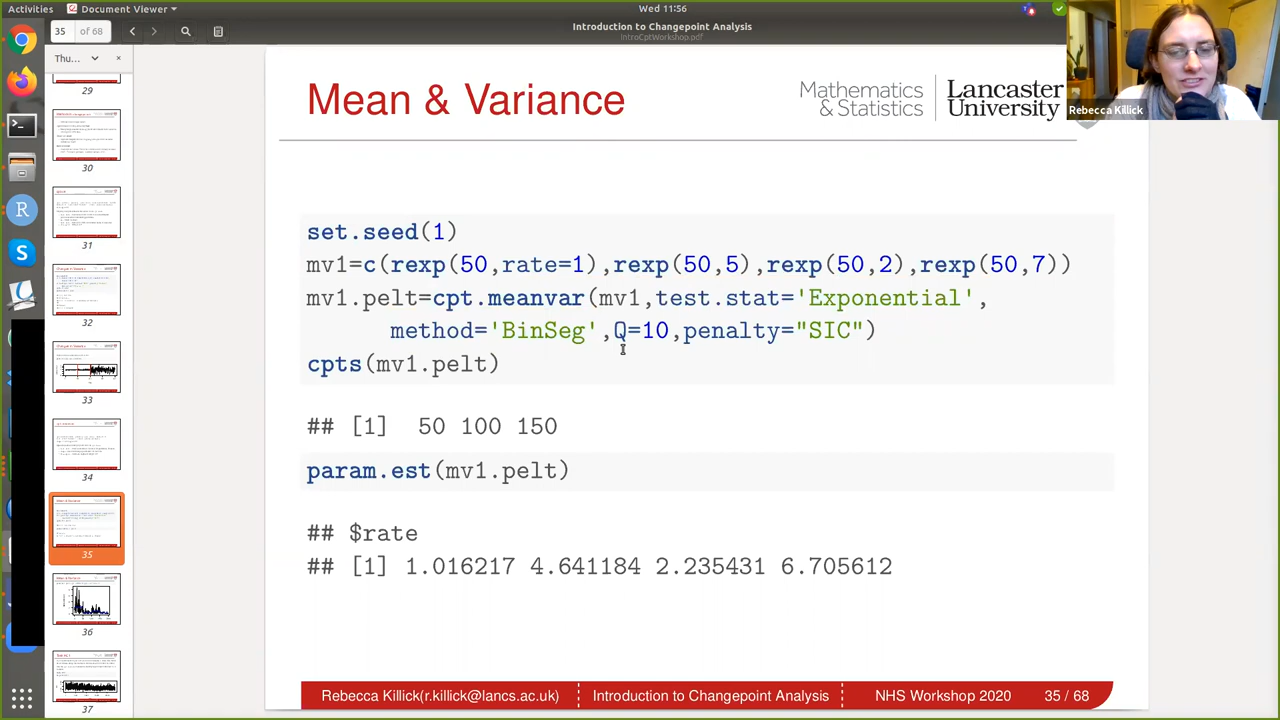 Activities
Document Viewer
Wed 11:56
35 of 68
Introduction to Changepoint Analysis
IntroCptWorkshop.pdf
Thu...
29
30
31
32
33
34
35
36
37
Mean & Variance
Mathematics
& Statistics
Lancaster
University
Rebecca Killick
set.seed(1)
mv1=c(rexp(50,rate=1),rexp(50,5),rexp(50,2),rexp(50,7))
mv1.pelt=cpt.meanvar(mv1,test.stat='Exponential',
method='BinSeg',Q=10,penalty="SIC")
cpts(mv1.pelt)
## [1] 50 100 150
param.est(mv1.pelt)
## $rate
## [1] 1.016217 4.641184 2.235431 6.705612
Rebecca Killick(r.killick@lancs.ac.uk)
Introduction to Changepoint Analysis
NHS Workshop 2020
35 / 68